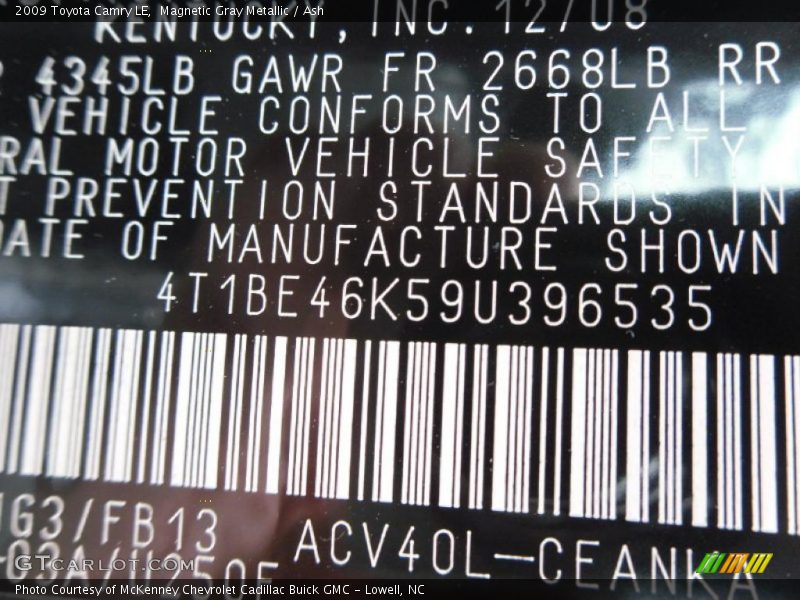 2009 Toyota Camry LE, Magnetic Gray Metallic / Ash
KENTUCKY, INC. 12/08
4345LB GAWR FR 2668LB RR
VEHICLE CONFORMS TO ALL
RAL MOTOR VEHICLE SAFETY
T PREVENTION STANDARDS IN
DATE OF MANUFACTURE SHOWN
4T1BE46K59U396535
1G3/FB13
ACV40L-CEANKA
-03A/U250F
GTCarLot.com
Photo Courtesy of McKenney Chevrolet Cadillac Buick GMC - Lowell, NC